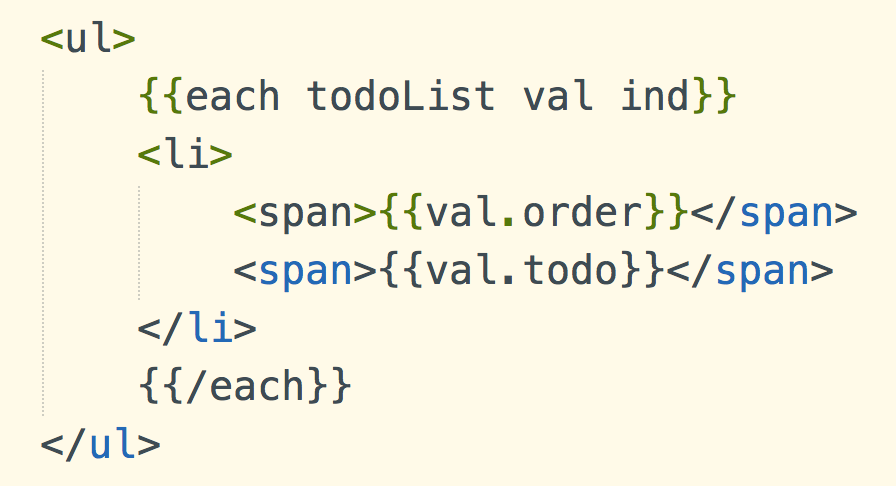 <ul>
{{each todoList val ind}}
<li>
<span>{{val.order}}</span>
<span>{{val.todo}}</span>
</li>
{{/each}}
</ul>